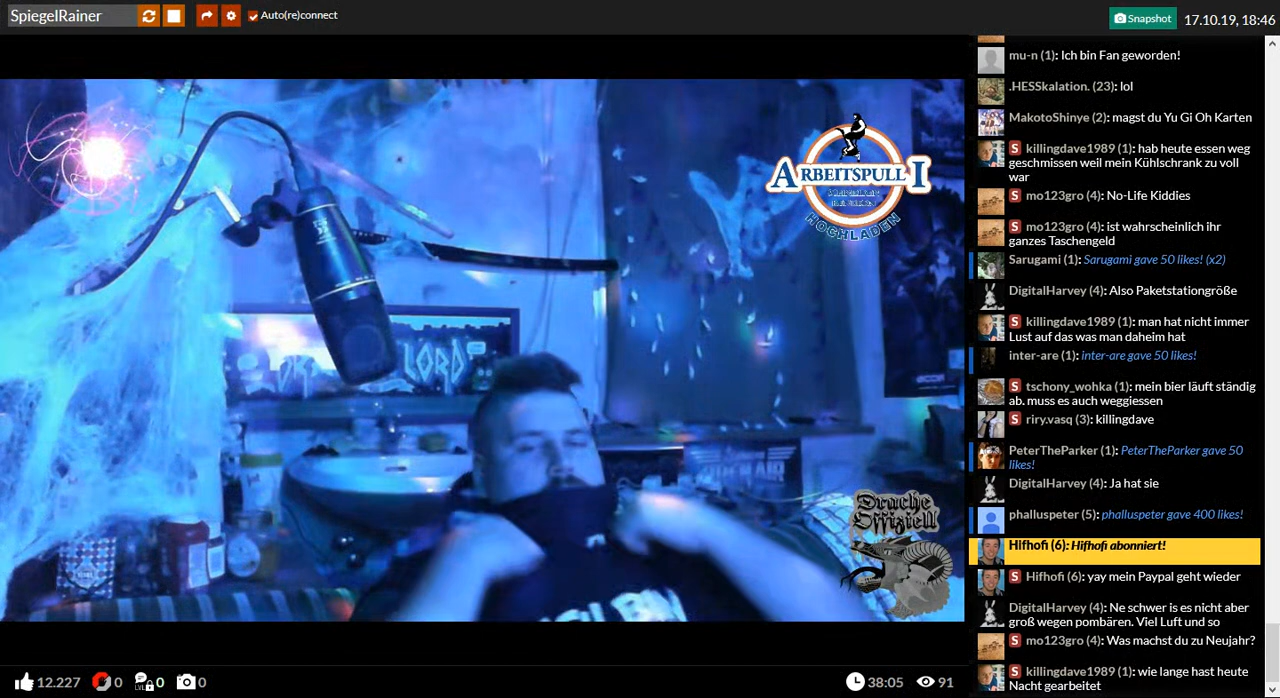 SpiegelRainer
Auto(re)connect
Snapshot
17.10.19, 18:46
ARBEITSPULLI
HOCHLADEN
LORD
Drache
Offiziell
mu-n (1): Ich bin Fan geworden!
.HESSkalation. (23): lol
MakotoShinye (2): magst du Yu Gi Oh Karten
S killingdave1989 (1): hab heute essen weg
geschmissen weil mein Kühlschrank zu voll
war
S mo123gro (4): No-Life Kiddies
S mo123gro (4): ist wahrscheinlich ihr
ganzes Taschengeld
Sarugami (1): Sarugami gave 50 likes! (x2)
DigitalHarvey (4): Also Paketstationgröße
S killingdave1989 (1): man hat nicht immer
Lust auf das was man daheim hat
inter-are (1): inter-are gave 50 likes!
S tschony_wohka (1): mein bier läuft ständig
ab. muss es auch weggiessen
S riry.vasq (3): killingdave
PeterTheParker (1): PeterTheParker gave 50
likes!
DigitalHarvey (4): Ja hat sie
phalluspeter (5): phalluspeter gave 400 likes!
Hifhofi (6): Hifhofi abonniert!
S Hifhofi (6): yay mein Paypal geht wieder
DigitalHarvey (4): Ne schwer is es nicht aber
groß wegen pombären. Viel Luft und so
S mo123gro (4): Was machst du zu Neujahr?
S killingdave1989 (1): wie lange hast heute
Nacht gearbeitet
12.227
0
LVL
0
0
38:05
91